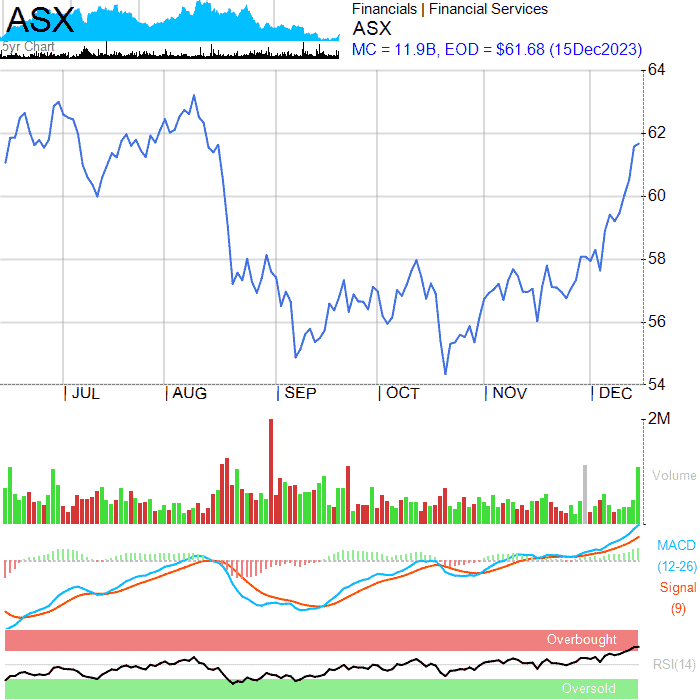 ASX
5yr Chart
Financials | Financial Services
ASX
MC = 11.9B, EOD = $61.68 (15Dec2023)
64
62
60
58
56
54
| JUL | AUG | SEP | OCT | NOV | DEC
2M
Volume
MACD
(12-26)
Signal
(9)
Overbought
RSI(14)
Oversold